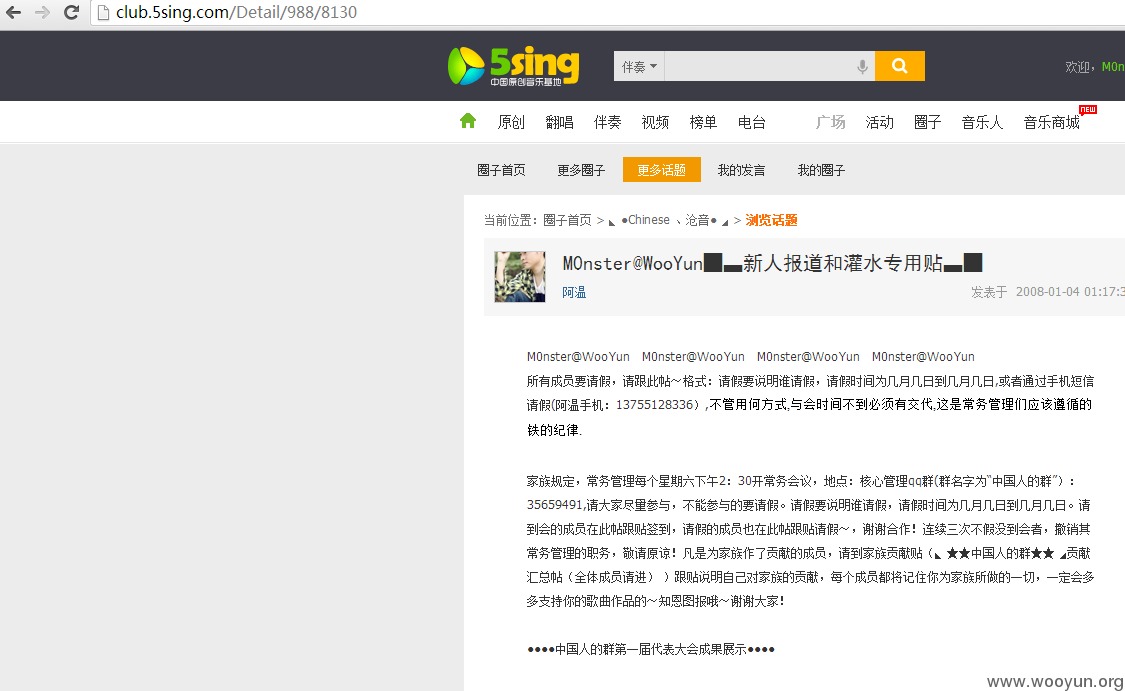 club.5sing.com/Detail/988/8130
5sing
中国原创音乐基地
伴奏
欢迎，M0n
原创 翻唱 伴奏 视频 榜单 电台 广场 活动 圈子 音乐人 音乐商城 NEW
圈子首页 更多圈子 更多话题 我的发言 我的圈子
当前位置：圈子首页 > ◣ ●Chinese 、沧音● ◢ > 浏览话题
M0nster@WooYun█▃新人报道和灌水专用贴▃█
阿温
发表于 2008-01-04 01:17:3
M0nster@WooYun M0nster@WooYun M0nster@WooYun M0nster@WooYun
所有成员要请假，请跟此帖～格式：请假要说明谁请假，请假时间为几月几日到几月几日,或者通过手机短信
请假(阿温手机：13755128336）,不管用何方式,与会时间不到必须有交代,这是常务管理们应该遵循的
铁的纪律.
家族规定，常务管理每个星期六下午2：30开常务会议，地点：核心管理qq群(群名字为“中国人的群”)：
35659491,请大家尽量参与，不能参与的要请假。请假要说明谁请假，请假时间为几月几日到几月几日。请
到会的成员在此帖跟贴签到，请假的成员也在此帖跟贴请假～，谢谢合作！连续三次不假没到会者，撤销其
常务管理的职务，敬请原谅！凡是为家族作了贡献的成员，请到家族贡献贴（◣ ★★中国人的群★★ ◢贡献
汇总帖（全体成员请进） ）跟贴说明自己对家族的贡献，每个成员都将记住你为家族所做的一切，一定会多
多支持你的歌曲作品的～知恩图报哦～谢谢大家！
●●●●中国人的群第一届代表大会成果展示●●●●
www.wooyun.org